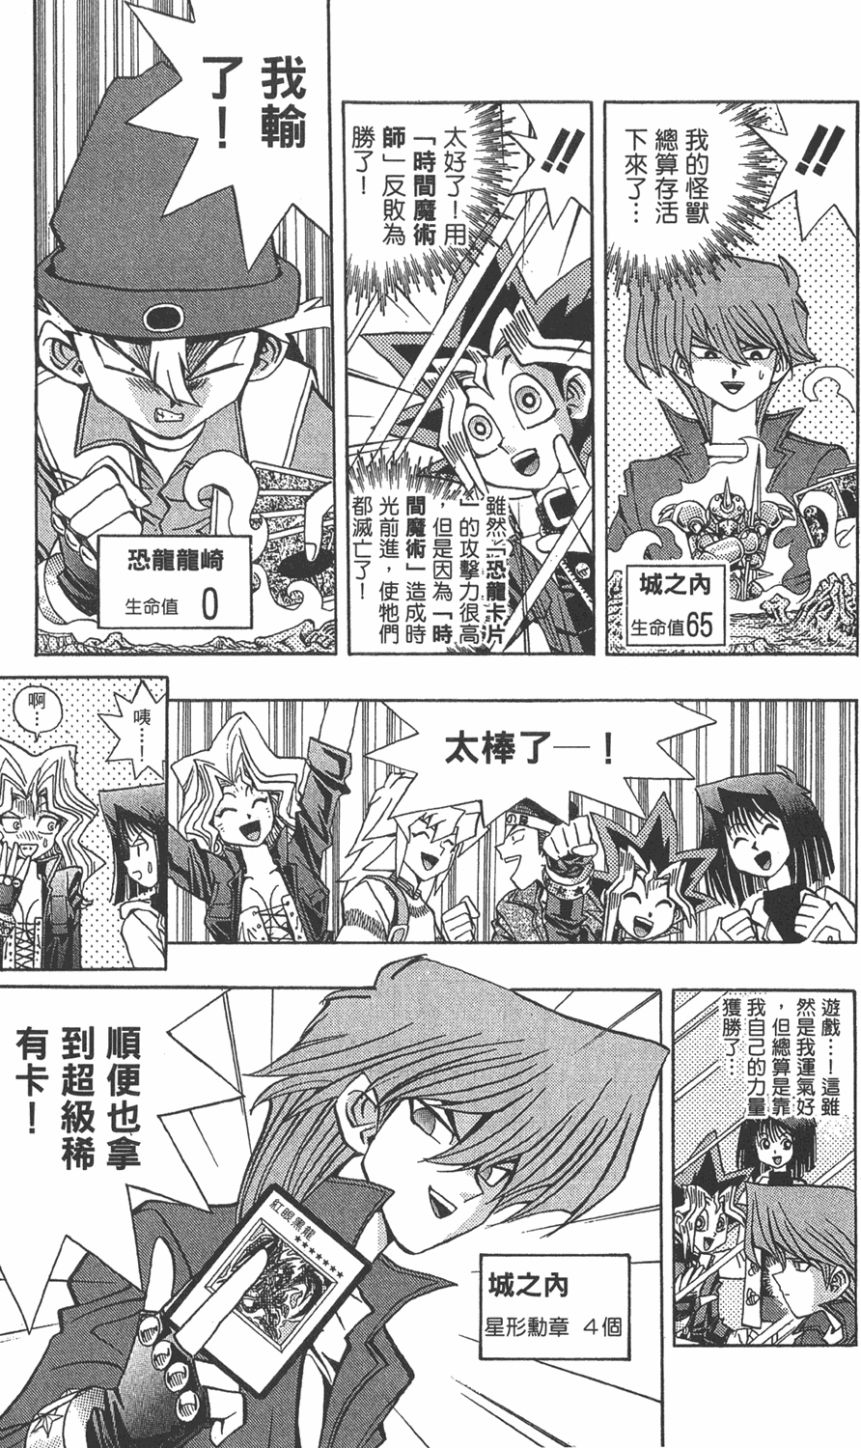 !!
我的怪獸
總算存活
下來了…
城之內
生命值65
!!
太好了！用
「時間魔術
師」反敗為
勝了！
雖然「恐龍卡片
」的攻擊力很高
，但是因為「時
間魔術」造成時
光前進，使牠們
都滅亡了！
我輸
了！
恐龍龍崎
生命值 0
太棒了—！
咦…！
啊…
遊戲…！這雖
然是我運氣好
，但總算是靠
我自己的力量
獲勝了…
順便也拿
到超級稀
有卡！
紅眼黑龍
★★★★★★★
城之內
星形勳章 4個